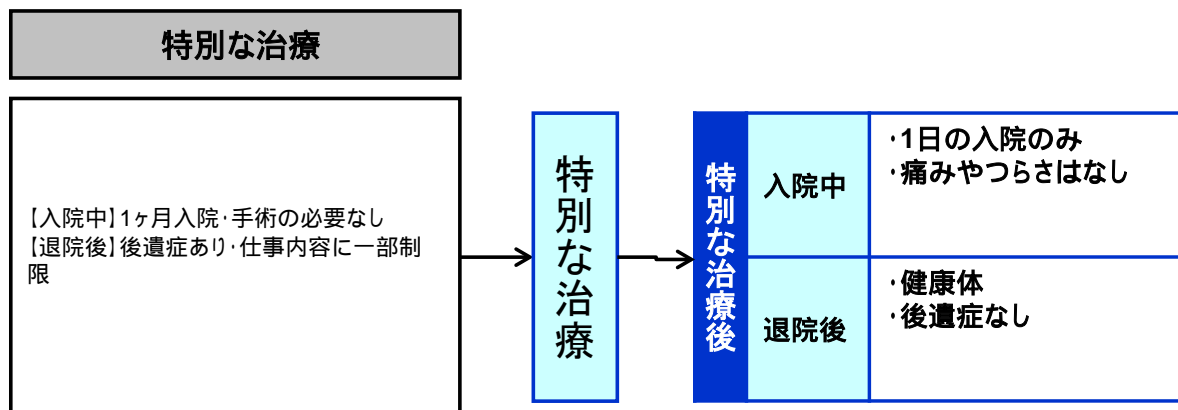 特別な治療
【入院中】1ヶ月入院・手術の必要なし
【退院後】後遺症あり・仕事内容に一部制
限
特別な治療
特別な治療後
入院中
・1日の入院のみ
・痛みやつらさはなし
退院後
・健康体
・後遺症なし